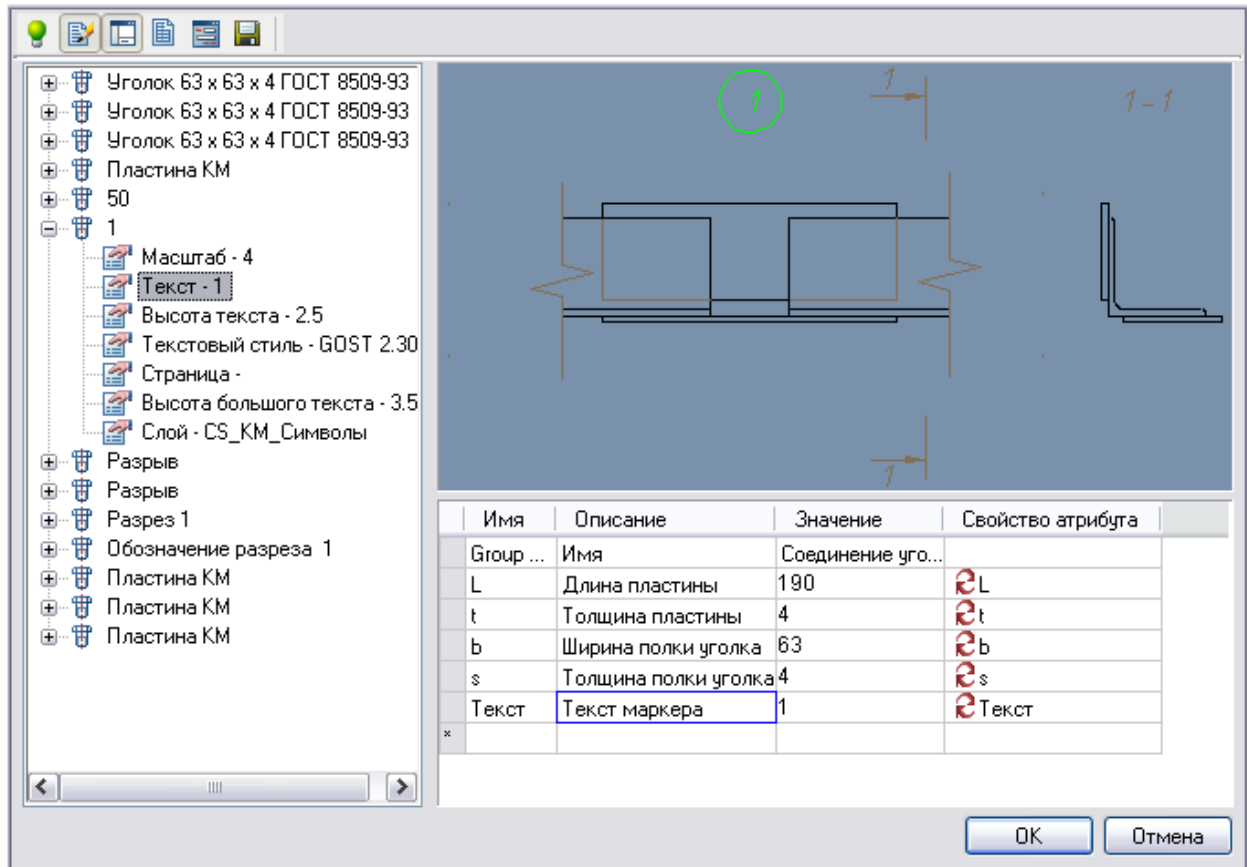 Уголок 63 x 63 x 4 ГОСТ 8509-93
Уголок 63 x 63 x 4 ГОСТ 8509-93
Уголок 63 x 63 x 4 ГОСТ 8509-93
Пластина КМ
50
1
Масштаб - 4
Текст - 1
Высота текста - 2.5
Текстовый стиль - GOST 2.30
Страница -
Высота большого текста - 3.5
Слой - CS_KM_Символы
Разрыв
Разрыв
Разрез 1
Обозначение разреза 1
Пластина КМ
Пластина КМ
Пластина КМ
1
1
1 - 1
1
Имя Описание Значение Свойство атрибута
Group ... Имя Соединение уго...
L Длина пластины 190 L
t Толщина пластины 4 t
b Ширина полки уголка 63 b
s Толщина полки уголка 4 s
Текст Текст маркера 1 Текст
*
OK Отмена